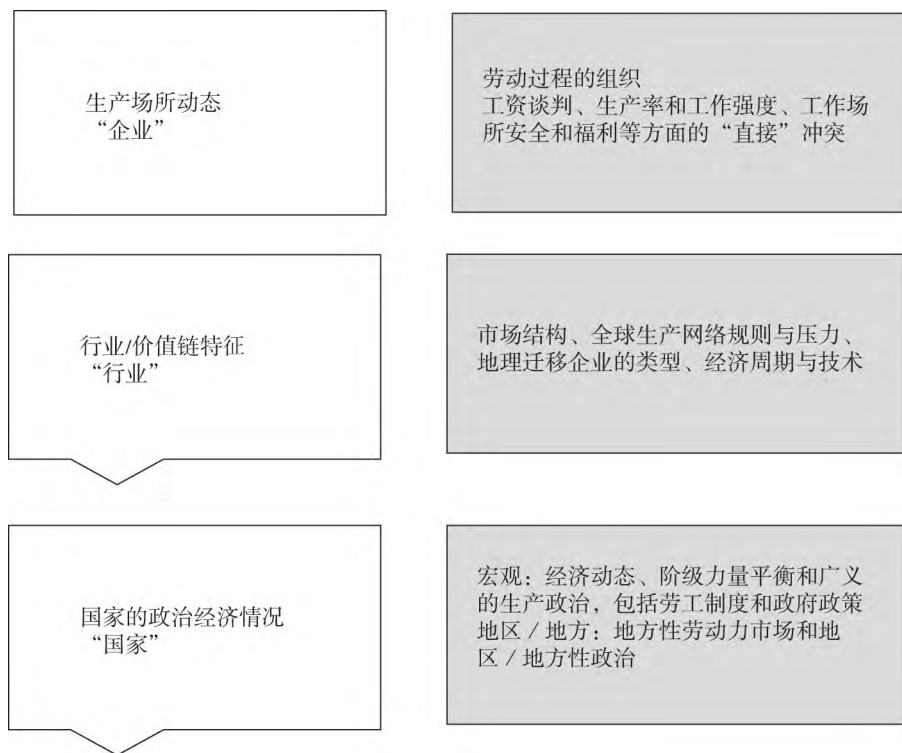 生产场所动态
“企业”
劳动过程的组织
工资谈判、生产率和工作强度、工作场
所安全和福利等方面的“直接”冲突
行业/价值链特征
“行业”
市场结构、全球生产网络规则与压力、
地理迁移企业的类型、经济周期与技术
国家的政治经济情况
“国家”
宏观：经济动态、阶级力量平衡和广义
的生产政治，包括劳工制度和政府政策
地区 / 地方：地方性劳动力市场和地
区 / 地方性政治